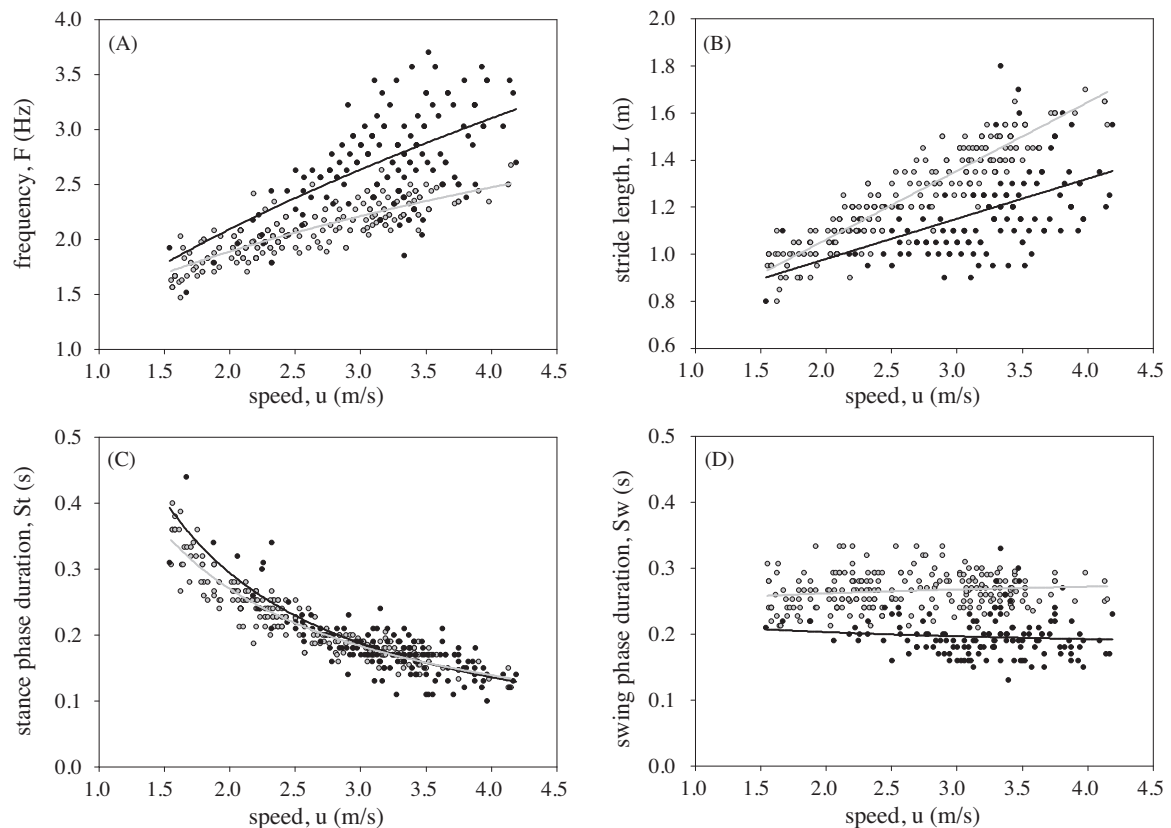 (A)
frequency, F (Hz)
4.0
3.5
3.0
2.5
2.0
1.5
1.0
1.0 1.5 2.0 2.5 3.0 3.5 4.0 4.5
speed, u (m/s)
(B)
stride length, L (m)
1.8
1.6
1.4
1.2
1.0
0.8
0.6
1.0 1.5 2.0 2.5 3.0 3.5 4.0 4.5
speed, u (m/s)
(C)
stance phase duration, St (s)
0.5
0.4
0.3
0.2
0.1
0.0
1.0 1.5 2.0 2.5 3.0 3.5 4.0 4.5
speed, u (m/s)
(D)
swing phase duration, Sw (s)
0.5
0.4
0.3
0.2
0.1
0.0
1.0 1.5 2.0 2.5 3.0 3.5 4.0 4.5
speed, u (m/s)